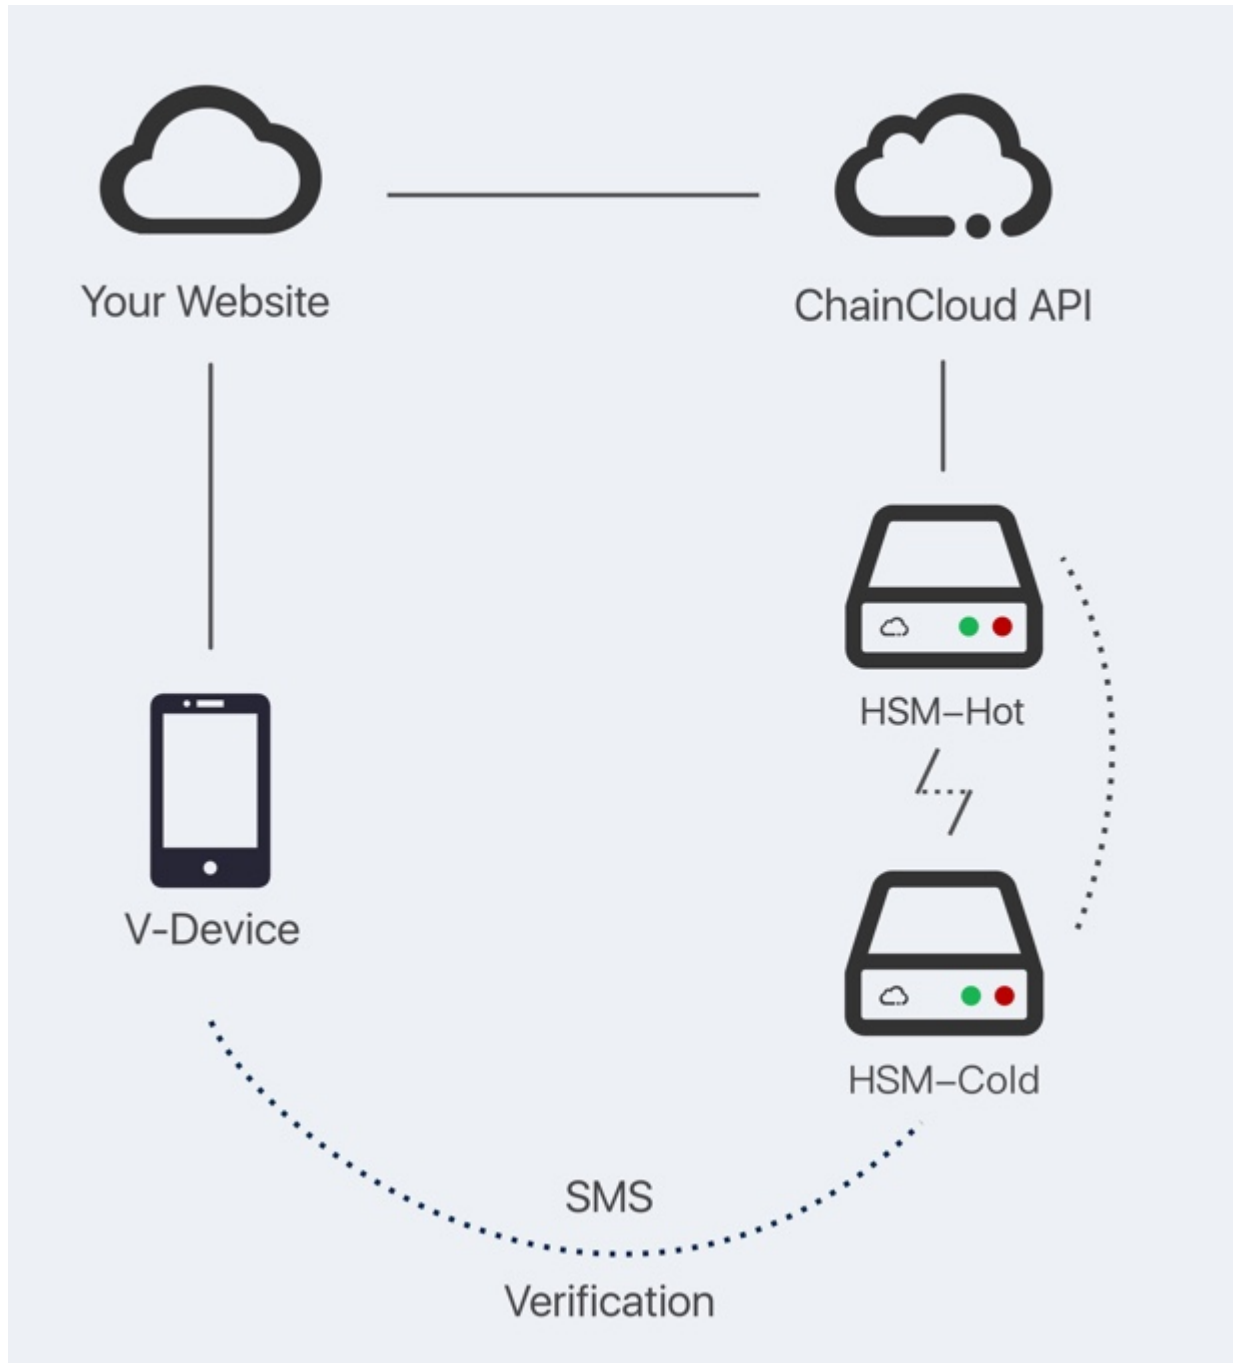 Your Website
ChainCloud API
HSM–Hot
V-Device
HSM–Cold
SMS
Verification